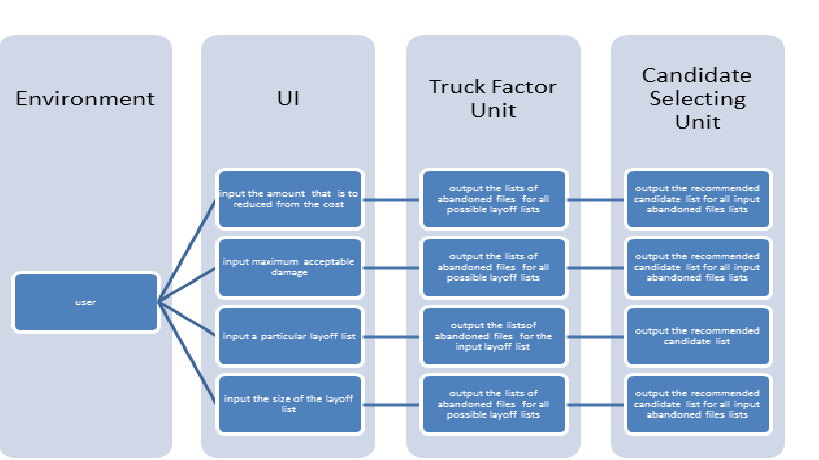 Environment
UI
Truck Factor
Unit
Candidate
Selecting
Unit
user
input the amount that is to
reduced from the cost
output the lists of
abandoned files for all
possible layoff lists
output the recommended
candidate list for all input
abandoned files lists
input maximum acceptable
damage
output the lists of
abandoned files for all
possible layoff lists
output the recommended
candidate list for all input
abandoned files lists
input a particular layoff list
output the listsof
abandoned files for the
input layoff list
output the recommended
candidate list
input the size of the layoff
list
output the lists of
abandoned files for all
possible layoff lists
output the recommended
candidate list for all input
abandoned files lists